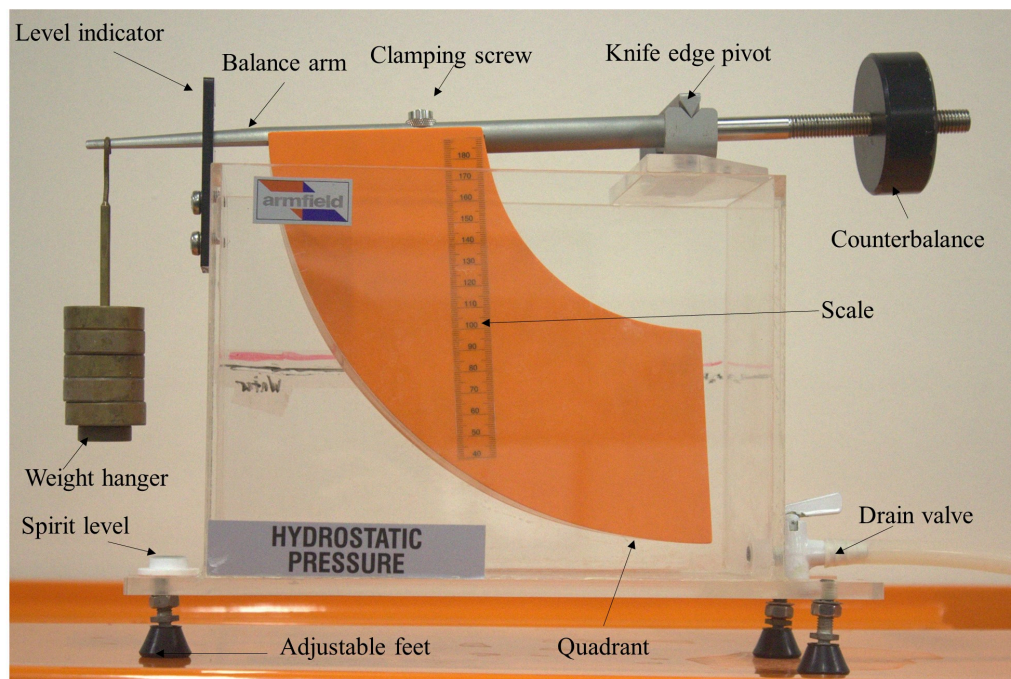 Level indicator
Balance arm
Clamping screw
Knife edge pivot
180
170
160
150
140
130
120
110
100
90
80
70
60
50
40
armfield
Counterbalance
Scale
Water
Weight hanger
Spirit level
HYDROSTATIC
PRESSURE
Drain valve
Adjustable feet
Quadrant